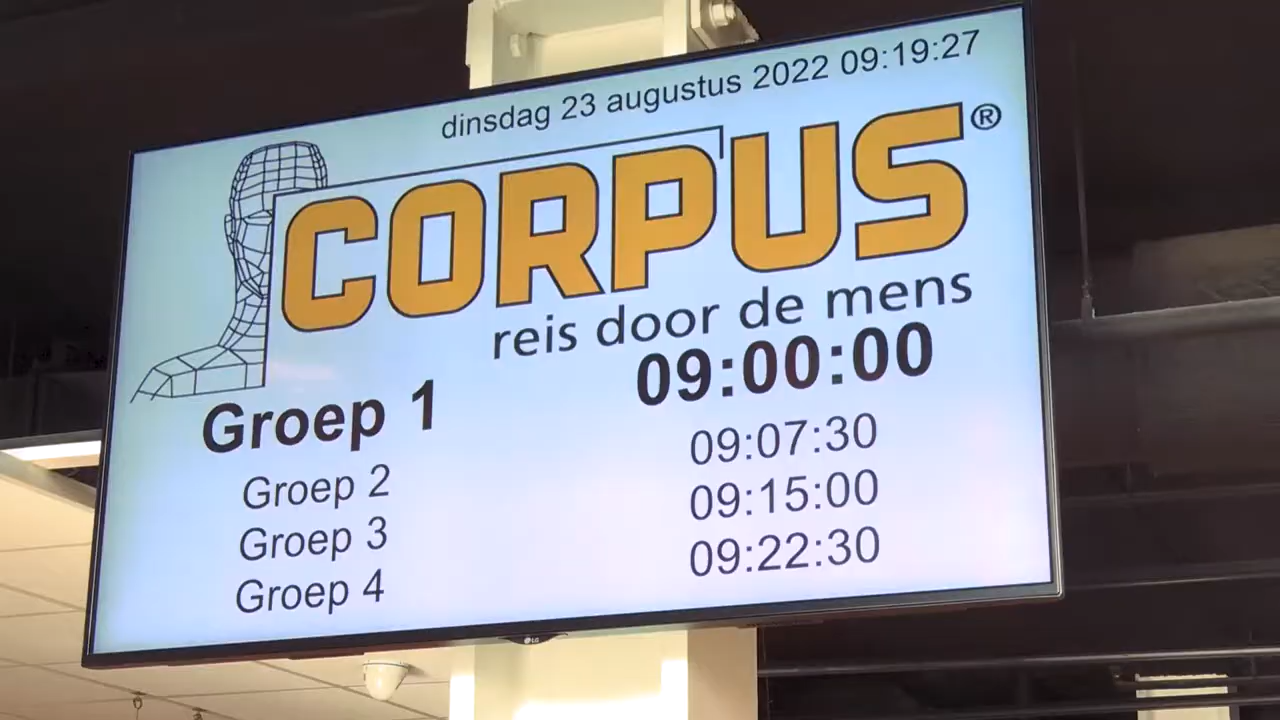 dinsdag 23 augustus 2022 09:19:27
CORPUS®
reis door de mens
Groep 1 09:00:00
Groep 2 09:07:30
Groep 3 09:15:00
Groep 4 09:22:30
LG